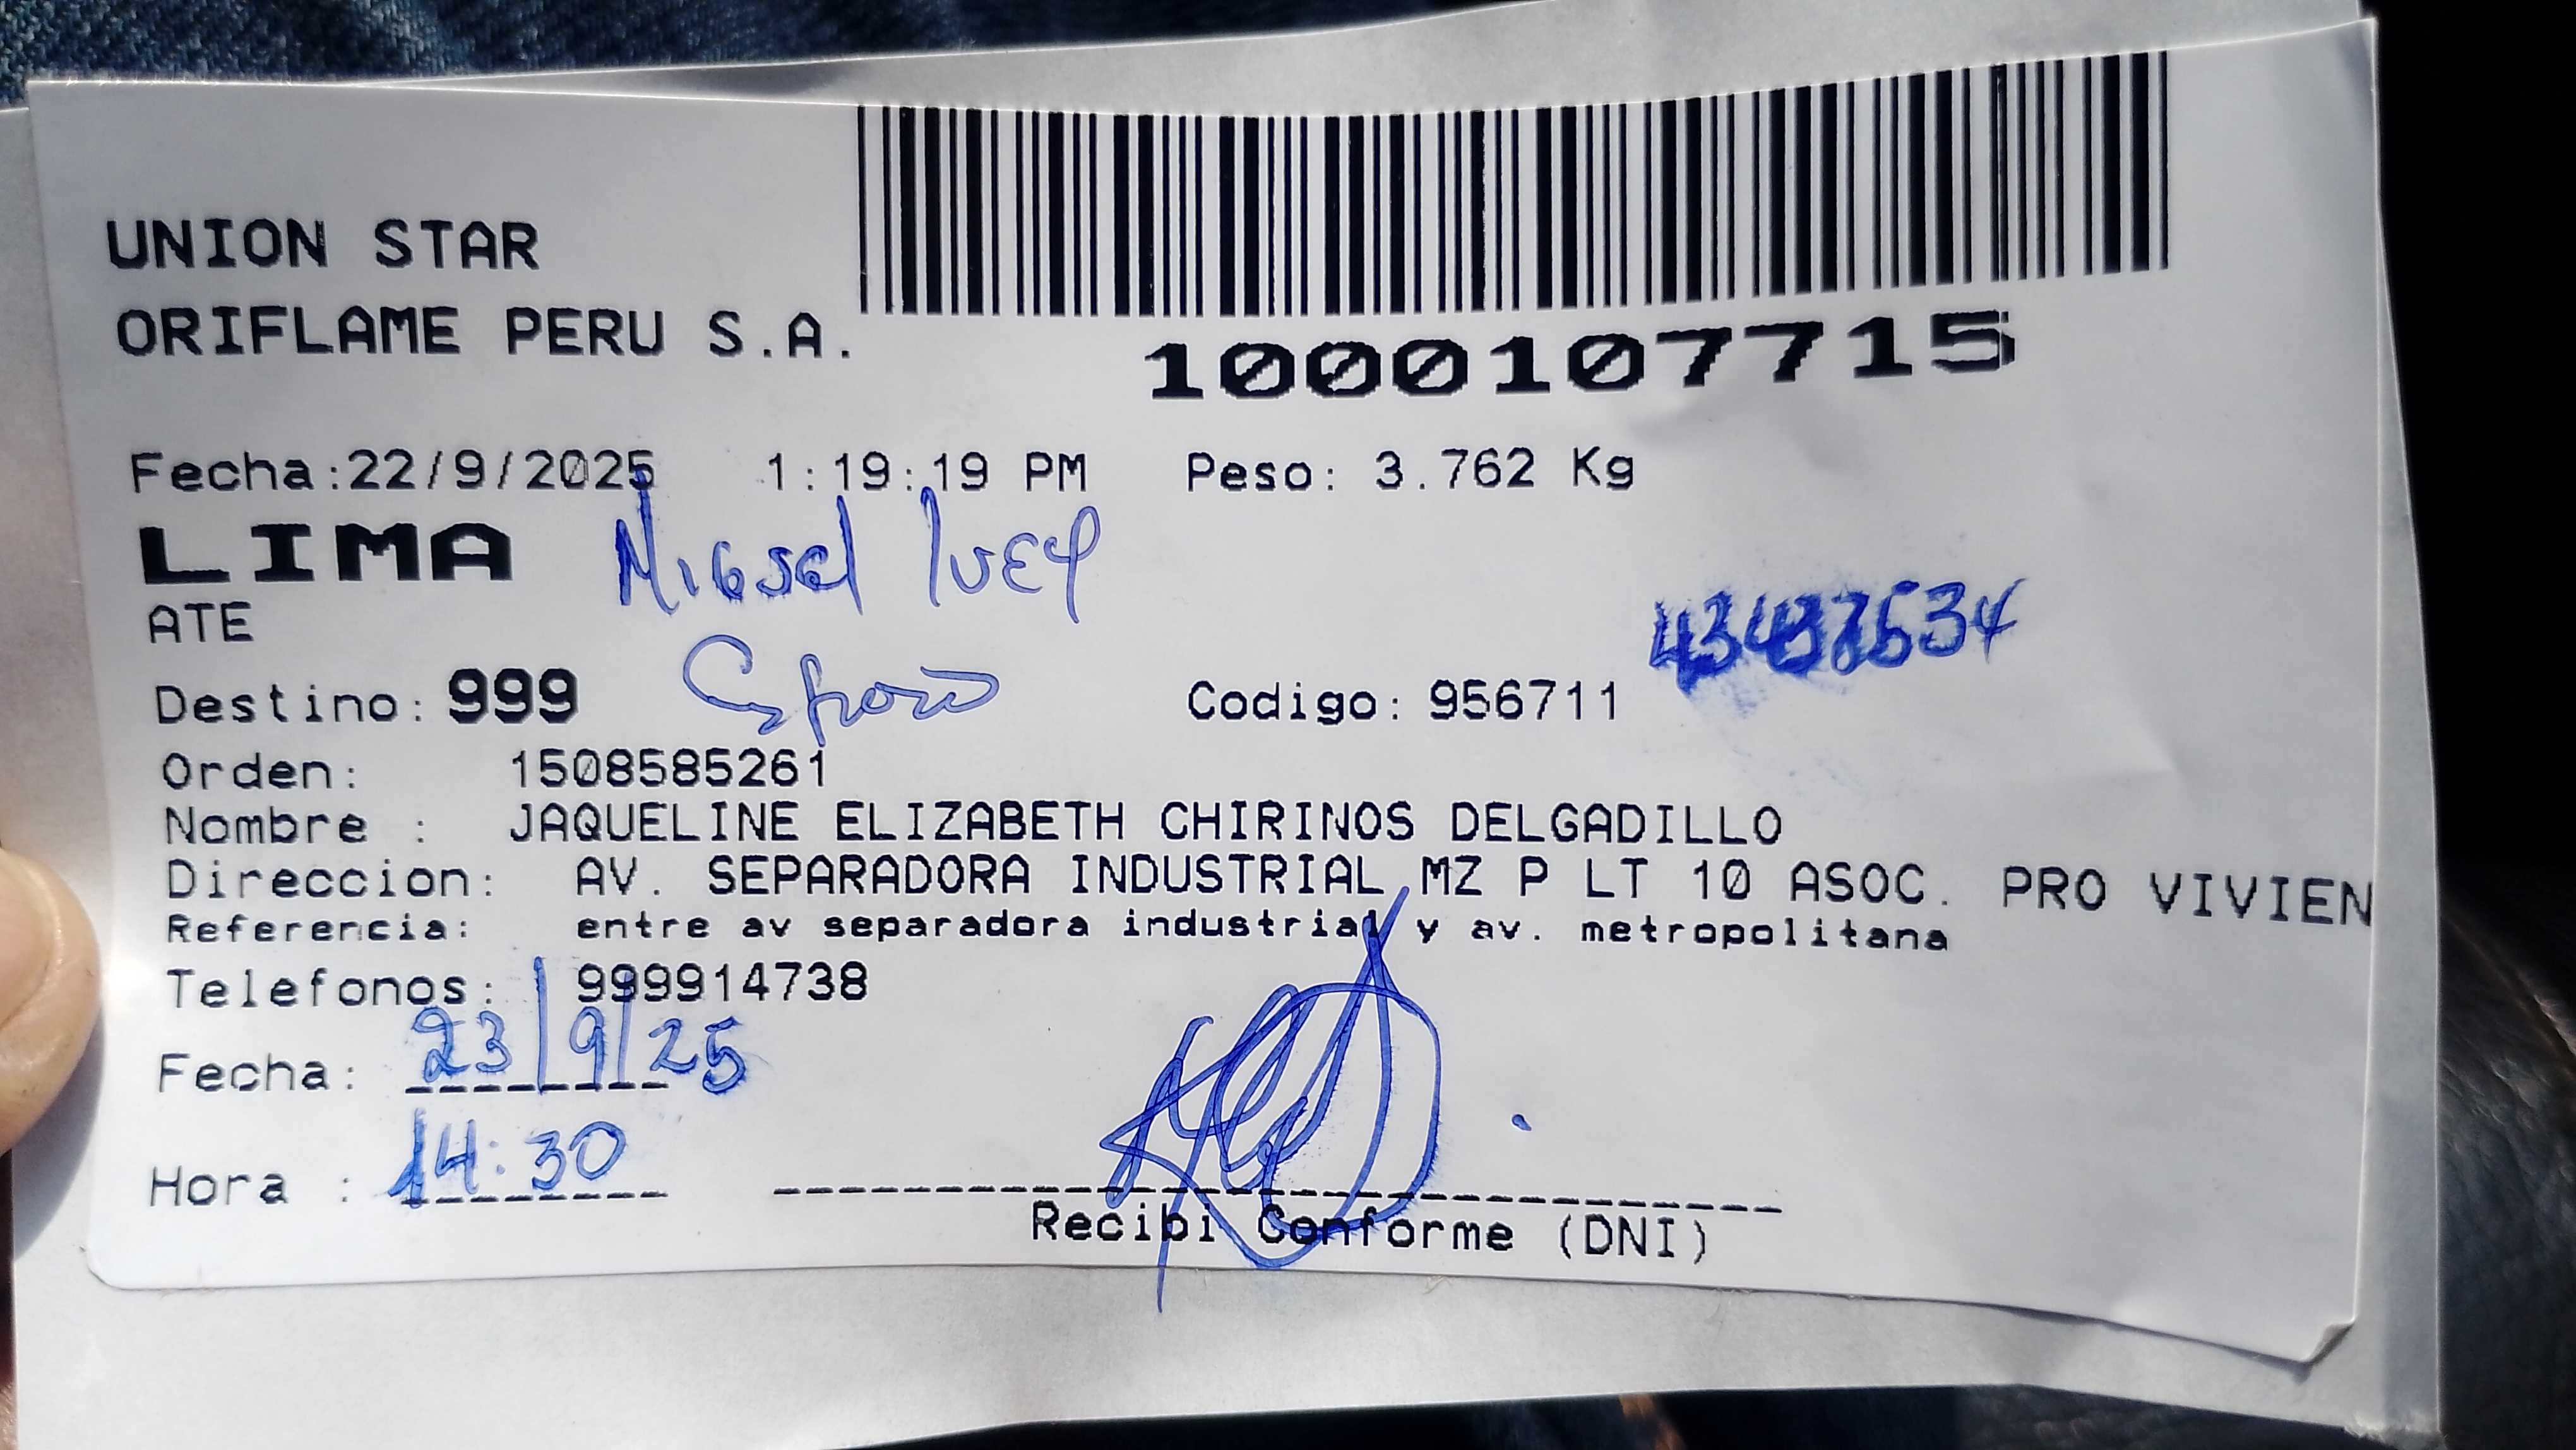 UNION STAR
ORIFLAME PERU S.A.
1000107715
Fecha:22/9/2025 1:19:19 PM Peso: 3.762 Kg
LIMA
ATE
Destino: 999 Codigo: 956711
Orden: 1508585261
Nombre : JAQUELINE ELIZABETH CHIRINOS DELGADILLO
Direccion: AV. SEPARADORA INDUSTRIAL MZ P LT 10 ASOC. PRO VIVIEN
Referencia: entre av separadora industrial y av. metropolitana
Telefonos: 999914738
Fecha: 23/9/25
Hora : 14:30
Recibi Conforme (DNI)